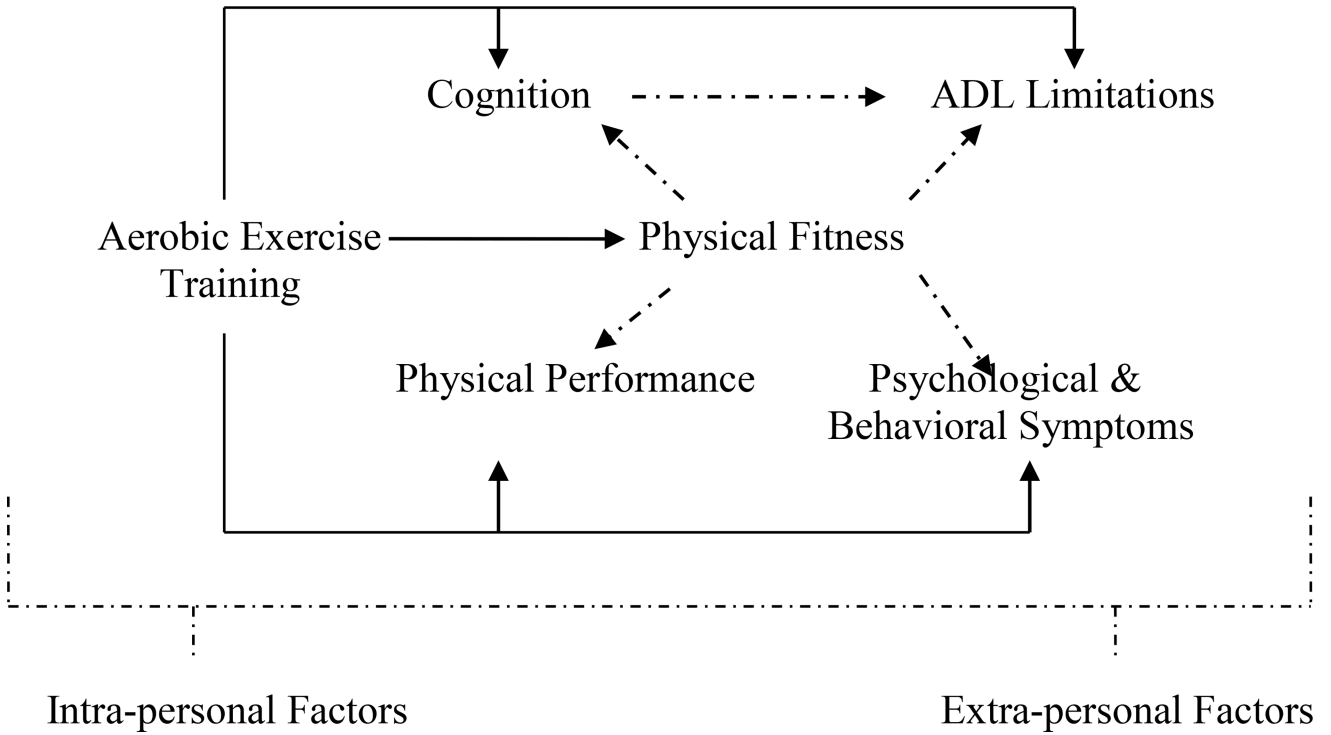 Cognition
ADL Limitations
Aerobic Exercise
Training
Physical Fitness
Physical Performance
Psychological &
Behavioral Symptoms
Intra-personal Factors
Extra-personal Factors